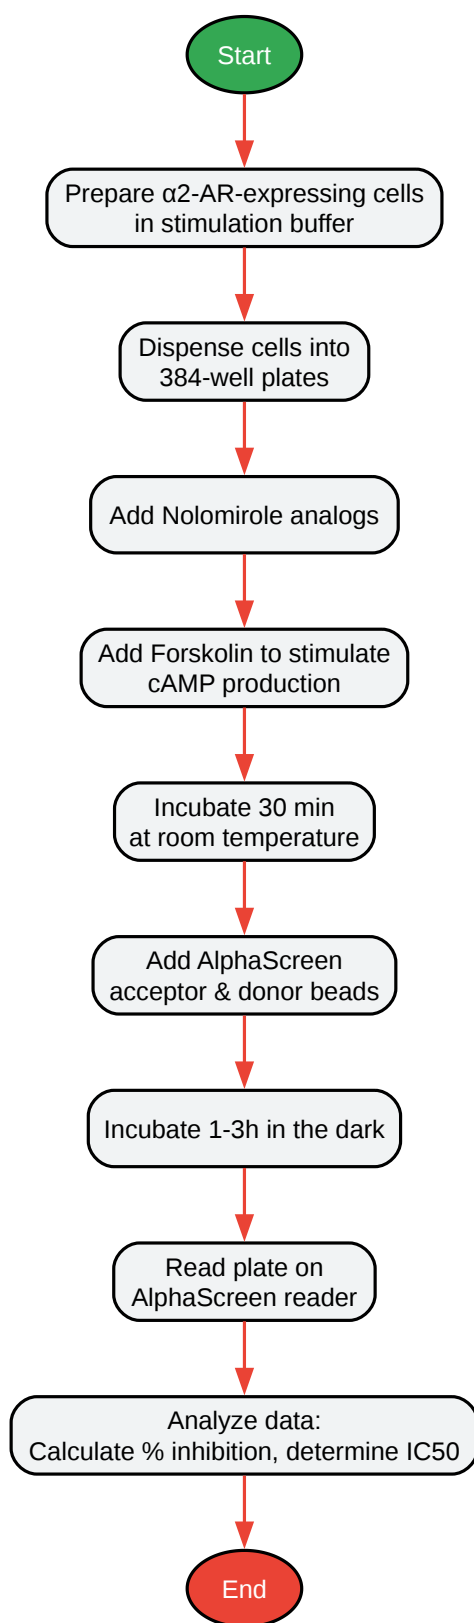 Start
Prepare α2-AR-expressing cells
in stimulation buffer
Dispense cells into
384-well plates
Add Nolomirole analogs
Add Forskolin to stimulate
cAMP production
Incubate 30 min
at room temperature
Add AlphaScreen
acceptor & donor beads
Incubate 1-3h in the dark
Read plate on
AlphaScreen reader
Analyze data:
Calculate % inhibition, determine IC50
End